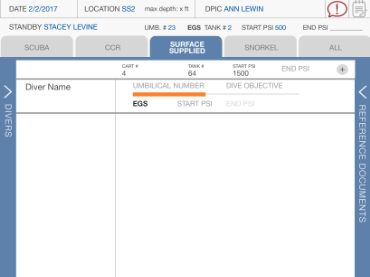 DATE 2/2/2017 LOCATION SS2 max depth: x ft DPIC ANN LEWIN
STANDBY STACEY LEVINE UMB. # 23 EGS TANK # 2 START PSI 500 END PSI ________
SCUBA CCR SURFACE SUPPLIED SNORKEL ALL
CART # 4 TANK # 64 START PSI 1500 END PSI +
DIVERS
Diver Name UMBILICAL NUMBER DIVE OBJECTIVE
EGS START PSI END PSI
REFERENCE DOCUMENTS